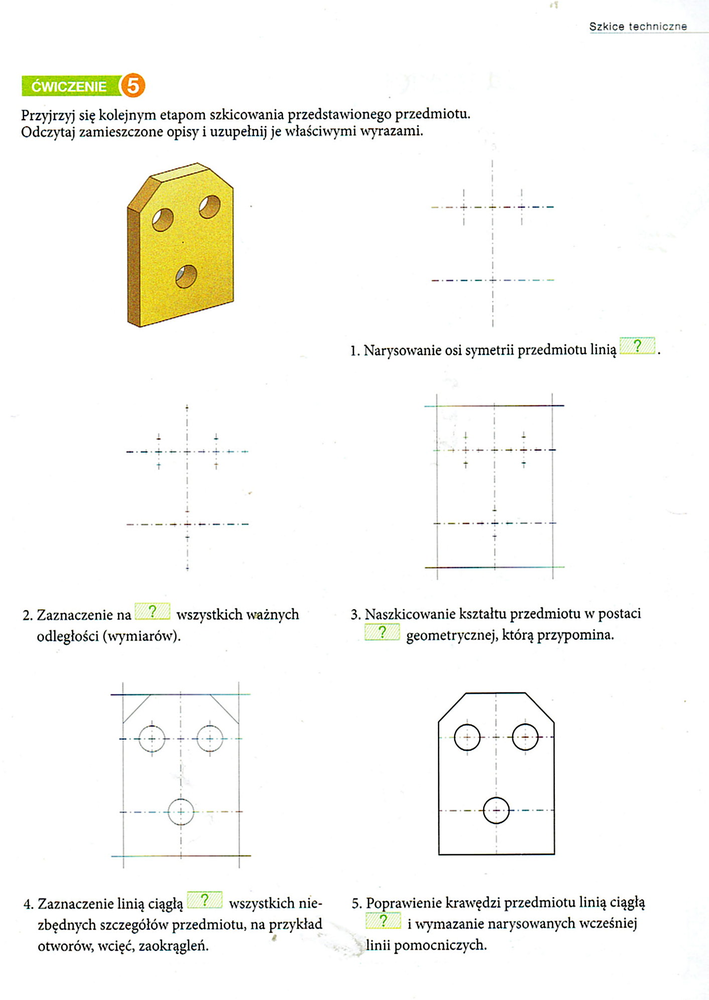 Szkice techniczne
ĆWICZENIE 5
Przyjrzyj się kolejnym etapom szkicowania przedstawionego przedmiotu.
Odczytaj zamieszczone opisy i uzupełnij je właściwymi wyrazami.
1. Narysowanie osi symetrii przedmiotu linią ? .
2. Zaznaczenie na ? wszystkich ważnych
odległości (wymiarów).
3. Naszkicowanie kształtu przedmiotu w postaci
? geometrycznej, którą przypomina.
4. Zaznaczenie linią ciągłą ? wszystkich nie-
zbędnych szczegółów przedmiotu, na przykład
otworów, wcięć, zaokrągleń.
5. Poprawienie krawędzi przedmiotu linią ciągłą
? i wymazanie narysowanych wcześniej
linii pomocniczych.